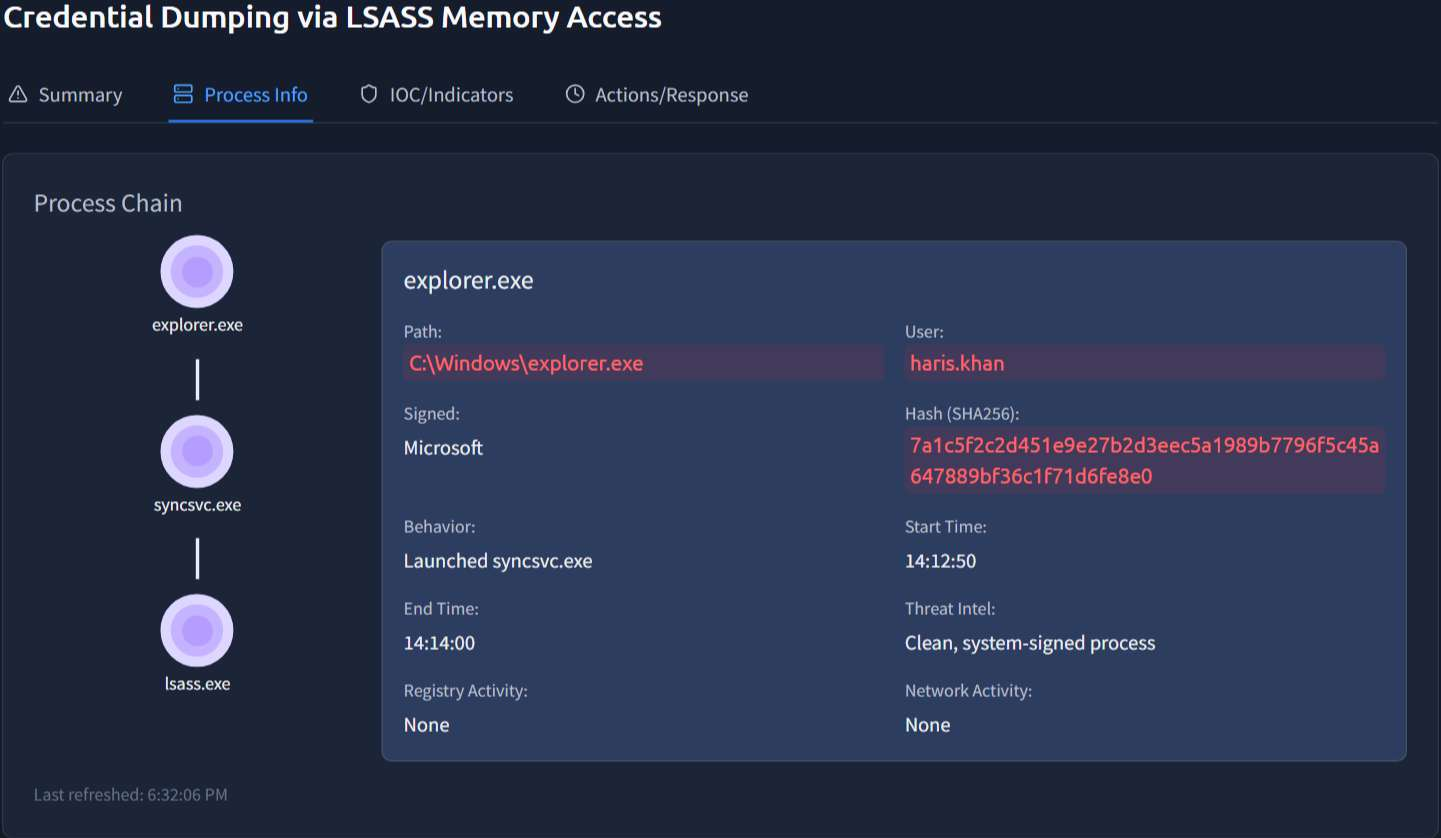 Credential Dumping via LSASS Memory Access
Summary
Process Info
IOC/Indicators
Actions/Response
Process Chain
explorer.exe
syncsvc.exe
lsass.exe
explorer.exe
Path:
C:\Windows\explorer.exe
User:
haris.khan
Signed:
Microsoft
Hash (SHA256):
7a1c5f2c2d451e9e27b2d3eec5a1989b7796f5c45a
647889bf36c1f71d6fe8e0
Behavior:
Launched syncsvc.exe
Start Time:
14:12:50
End Time:
14:14:00
Threat Intel:
Clean, system-signed process
Registry Activity:
None
Network Activity:
None
Last refreshed: 6:32:06 PM